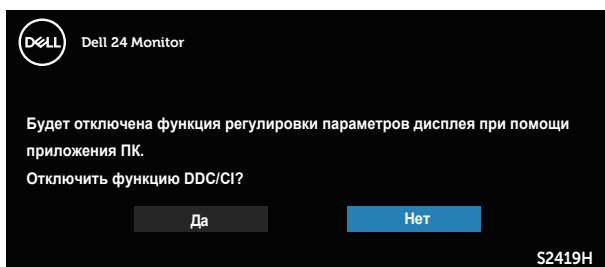 DELL Dell 24 Monitor
Будет отключена функция регулировки параметров дисплея при помощи
приложения ПК.
Отключить функцию DDC/CI?
Да Нет
S2419H